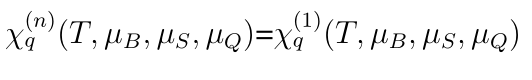 χ_q^{(n)}(T, μ_B, μ_S, μ_Q)=χ_q^{(1)}(T, μ_B, μ_S, μ_Q)